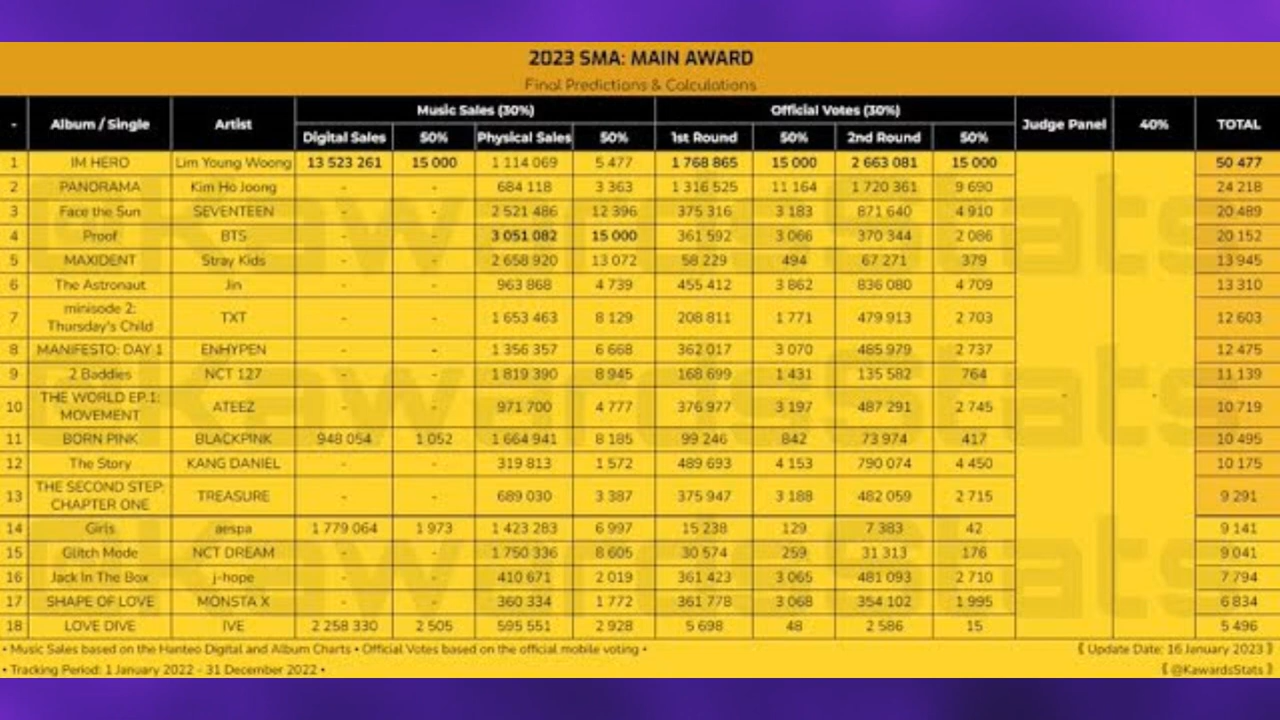 2023 SMA: MAIN AWARD
Final Predictions & Calculations
- Album / Single Artist Music Sales (30%) Official Votes (30%) Judge Panel 40% TOTAL
Digital Sales 50% Physical Sales 50% 1st Round 50% 2nd Round 50%
1 IM HERO Lim Young Woong 13 523 261 15 000 1 114 069 5 477 1 768 865 15 000 2 663 081 15 000 50 477
2 PANORAMA Kim Ho Joong - - 684 118 3 363 1 316 525 11 164 1 720 361 9 690 24 218
3 Face the Sun SEVENTEEN - - 2 521 486 12 396 375 316 3 183 871 640 4 910 20 489
4 Proof BTS - - 3 051 082 15 000 361 592 3 066 370 344 2 086 20 152
5 MAXIDENT Stray Kids - - 2 658 920 13 072 58 229 494 67 271 379 13 945
6 The Astronaut Jin - - 963 868 4 739 455 412 3 862 836 080 4 709 13 310
7 minisode 2: Thursday's Child TXT - - 1 653 463 8 129 208 811 1 771 479 913 2 703 12 603
8 MANIFESTO: DAY 1 ENHYPEN - - 1 356 357 6 668 362 017 3 070 485 979 2 737 12 475
9 2 Baddies NCT 127 - - 1 819 390 8 945 168 699 1 431 135 582 764 11 139
10 THE WORLD EP.1: MOVEMENT ATEEZ - - 971 700 4 777 376 977 3 197 487 291 2 745 - - 10 719
11 BORN PINK BLACKPINK 948 054 1 052 1 664 941 8 185 99 246 842 73 974 417 10 495
12 The Story KANG DANIEL - - 319 813 1 572 489 693 4 153 790 074 4 450 10 175
13 THE SECOND STEP: CHAPTER ONE TREASURE - - 689 030 3 387 375 947 3 188 482 059 2 715 9 291
14 Girls aespa 1 779 064 1 973 1 423 283 6 997 15 238 129 7 383 42 9 141
15 Glitch Mode NCT DREAM - - 1 750 336 8 605 30 574 259 31 313 176 9 041
16 Jack In The Box j-hope - - 410 671 2 019 361 423 3 065 481 093 2 710 7 794
17 SHAPE OF LOVE MONSTA X - - 360 334 1 772 361 778 3 068 354 102 1 995 6 834
18 LOVE DIVE IVE 2 258 330 2 505 595 551 2 928 5 698 48 2 586 15 5 496
• Music Sales based on the Hanteo Digital and Album Charts • Official Votes based on the official mobile voting • 【 Update Date: 16 January 2023 】
• Tracking Period: 1 January 2022 - 31 December 2022 • 【 @KawardsStats 】